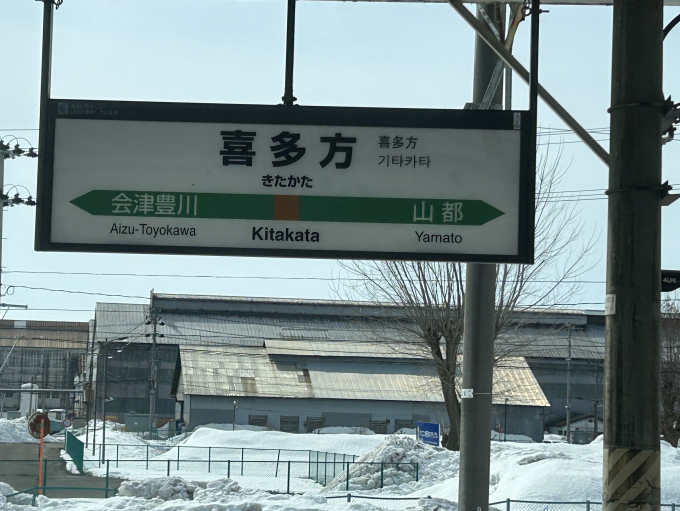 喜多方
喜多方
기타카타
きたかた
会津豊川
山都
Aizu-Toyokawa
Kitakata
Yamato